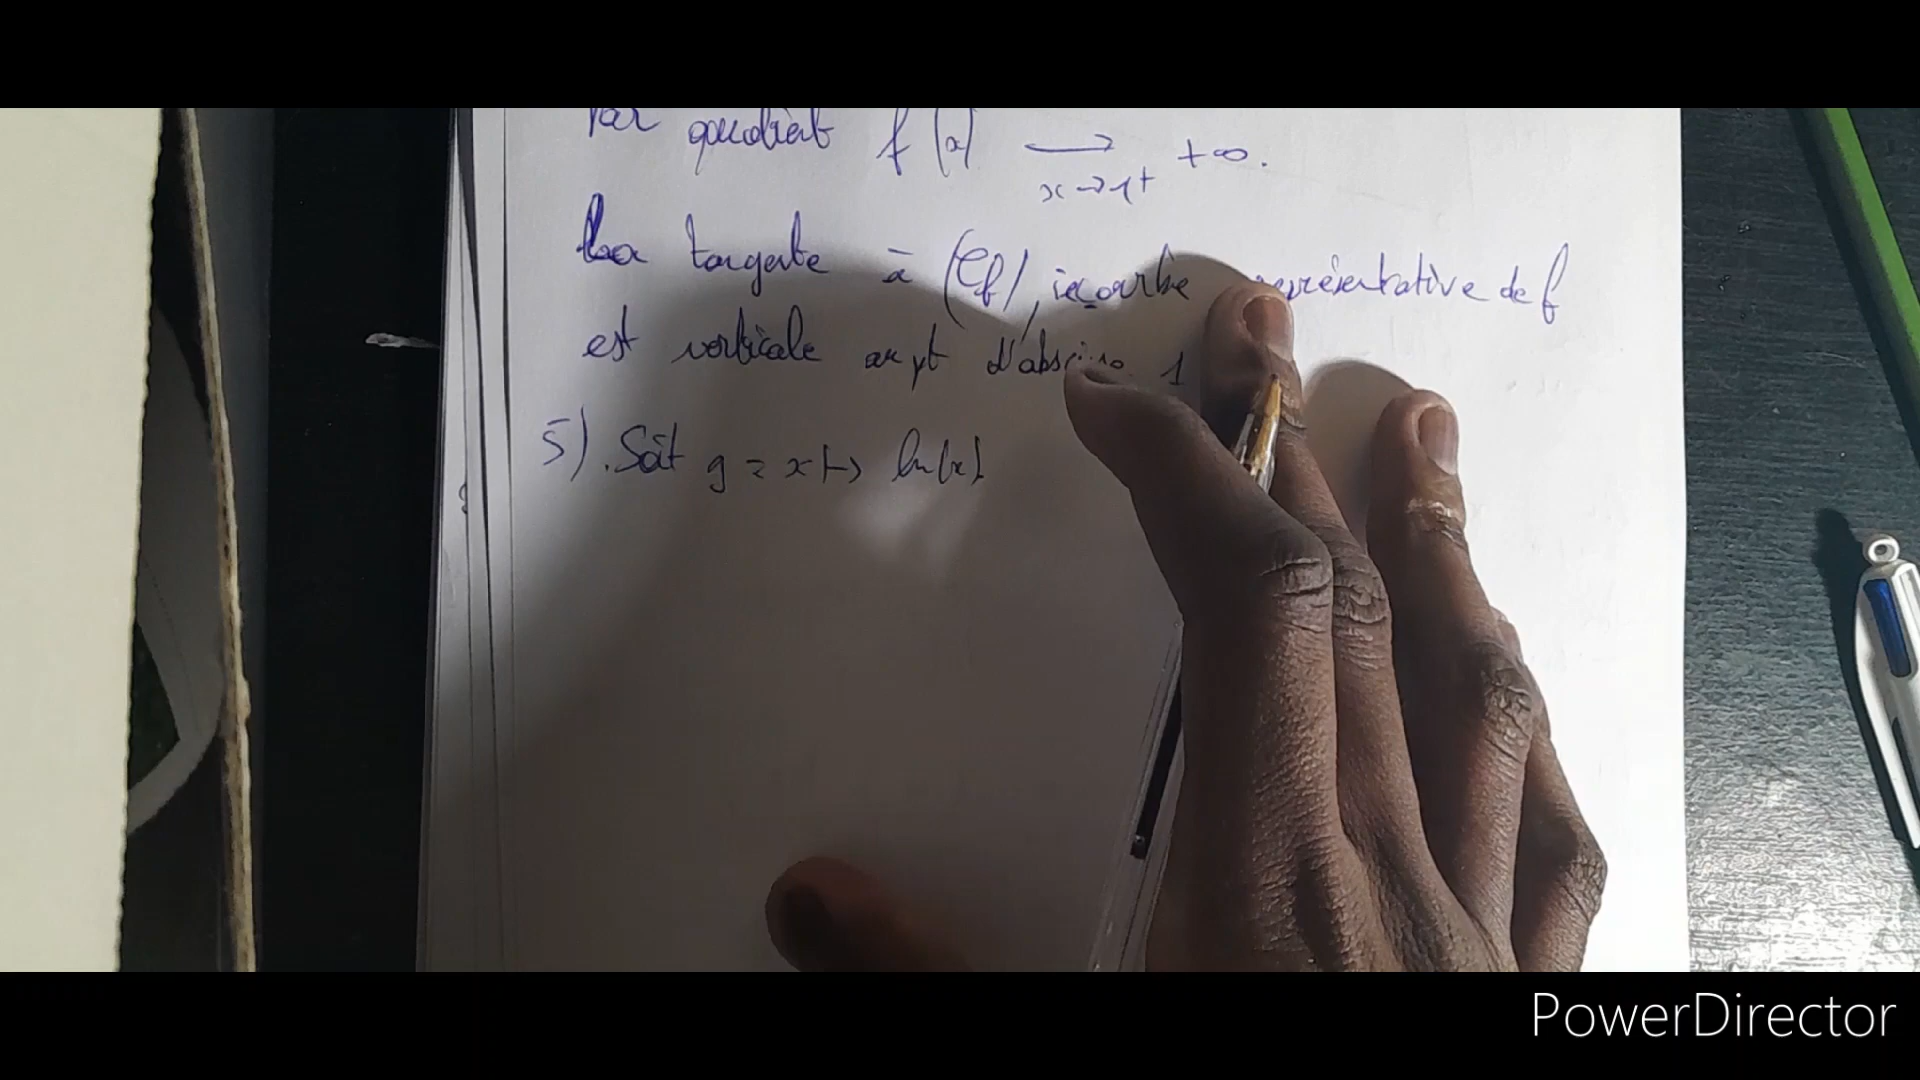 Par quotient f(x) ⟶ +∞.
x→1+
La tangente à (Cf), la courbe représentative de f
est verticale au pt d'abscisse 1
5). Soit g = x ↦ ln(x)
PowerDirector